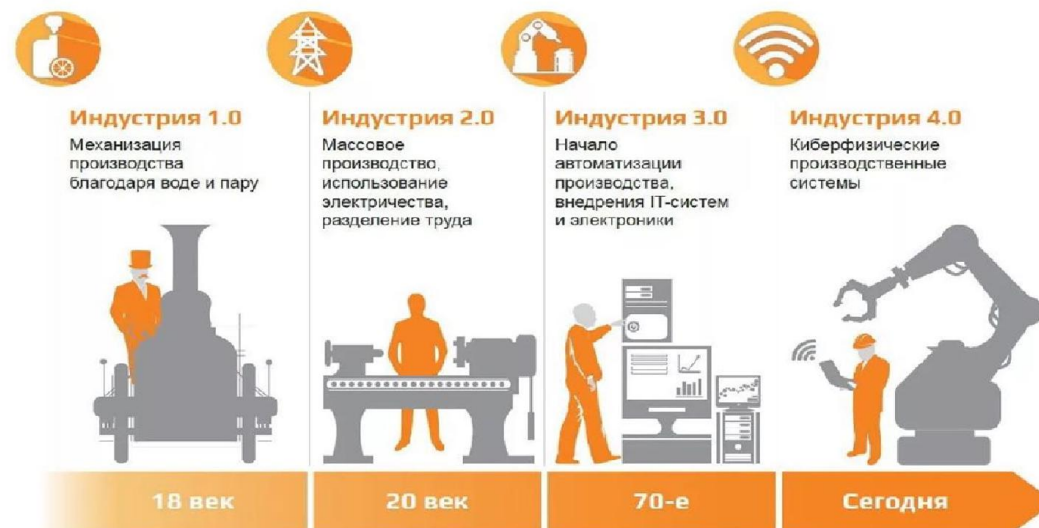 Индустрия 1.0
Механизация
производства
благодаря воде и пару
Индустрия 2.0
Массовое
производство,
использование
электричества,
разделение труда
Индустрия 3.0
Начало
автоматизации
производства,
внедрения IT-систем
и электроники
Индустрия 4.0
Киберфизические
производственные
системы
18 век
20 век
70-е
Сегодня